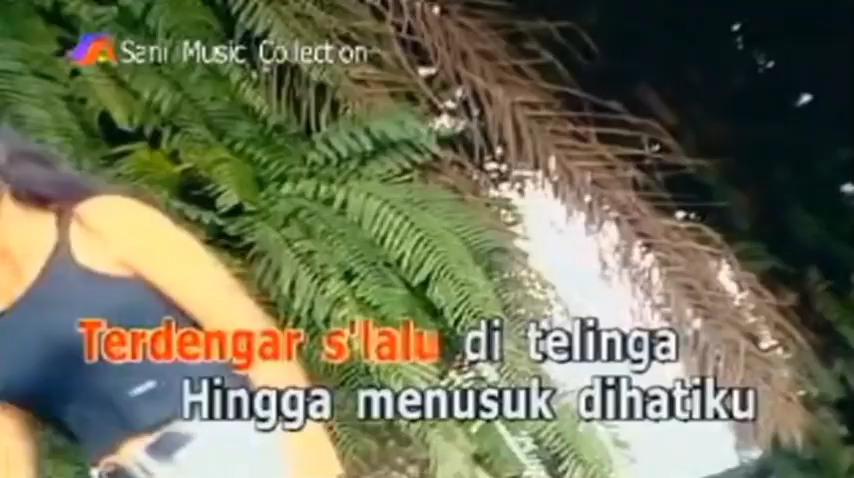 Sani Music Collection
Terdengar s'lalu di telinga
Hingga menusuk dihatiku